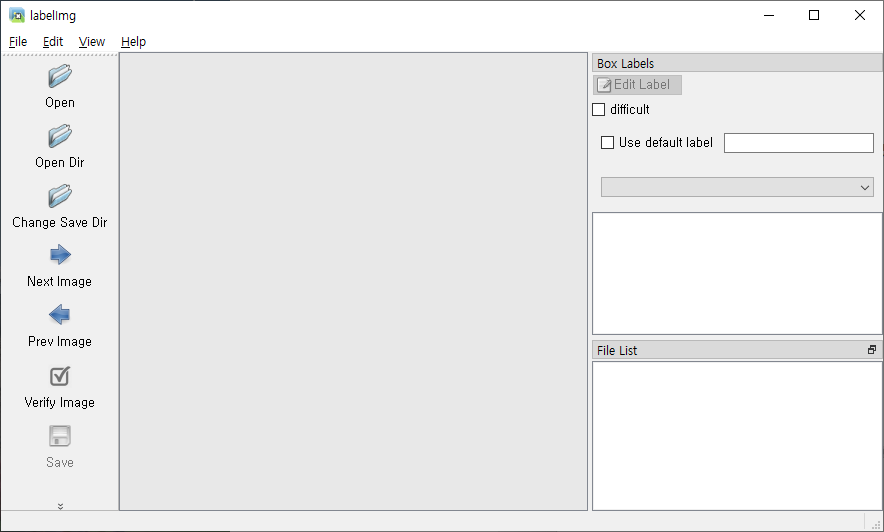 labelImg
File Edit View Help
Open
Open Dir
Change Save Dir
Next Image
Prev Image
Verify Image
Save
Box Labels
Edit Label
difficult
Use default label
File List